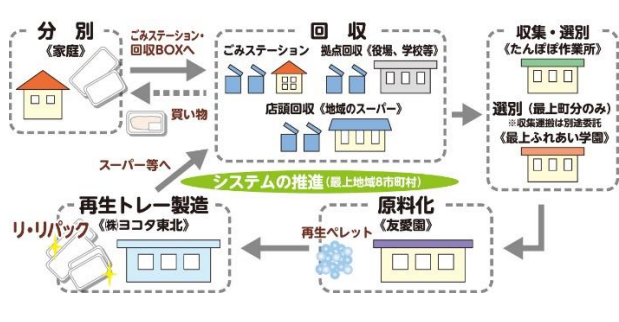 分 別
《家庭》
ごみステーション・
回収BOXへ
買い物
回 収
ごみステーション 拠点回収《役場、学校等》
店頭回収《地域のスーパー》
収集・選別
《たんぽぽ作業所》
選別(最上町分のみ)
※収集運搬は別途委託
《最上ふれあい学園》
スーパー等へ
システムの推進(最上地域8市町村)
再生トレー製造
《㈱ヨコタ東北》
リ・リパック
原料化
《友愛園》
再生ペレット